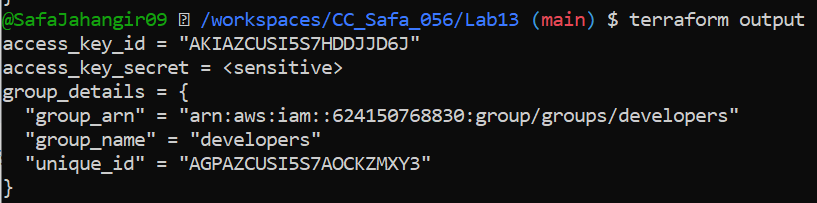 @SafaJahangir09 /workspaces/CC_Safa_056/Lab13 (main) $ terraform output
access_key_id = "AKIAZCUSI5S7HDDJJD6J"
access_key_secret = <sensitive>
group_details = {
  "group_arn" = "arn:aws:iam::624150768830:group/groups/developers"
  "group_name" = "developers"
  "unique_id" = "AGPAZCUSI5S7AOCKZMXY3"
}